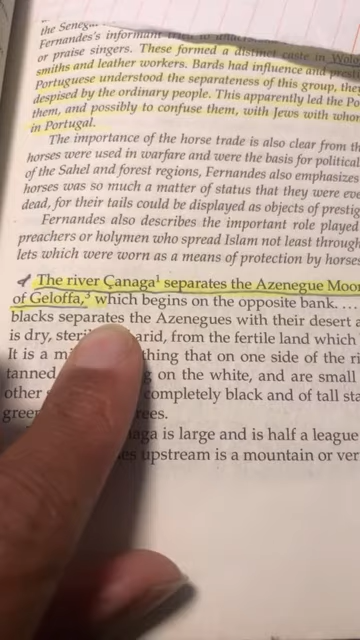 the Senegal
Fernandes's informant tried to
or praise singers. These formed a distinct caste in Wolo
smiths and leather workers. Bards had influence and
Portuguese understood the separateness of this group, the
despised by the ordinary people. This apparently led the Po
them, and possibly to confuse them, with Jews with whom
in Portugal.
The importance of the horse trade is also clear from th
horses were used in warfare and were the basis for political
of the Sahel and forest regions, Fernandes also emphasizes
horses was so much a matter of status that they were eve
dead, for their tails could be displayed as objects of prestig
Fernandes also describes the important role played
preachers or holymen who spread Islam not least through
lets which were worn as a means of protection by horses
The river Çanaga¹ separates the Azenegue Moor
of Geloffa,³ which begins on the opposite bank. ....
blacks separates the Azenegues with their desert a
is dry, arid, from the fertile land which
It is a thing that on one side of the ri
tanned on the white, and are small
other completely black and of tall sta
green trees.
aga is large and is half a league
es upstream is a mountain or ver